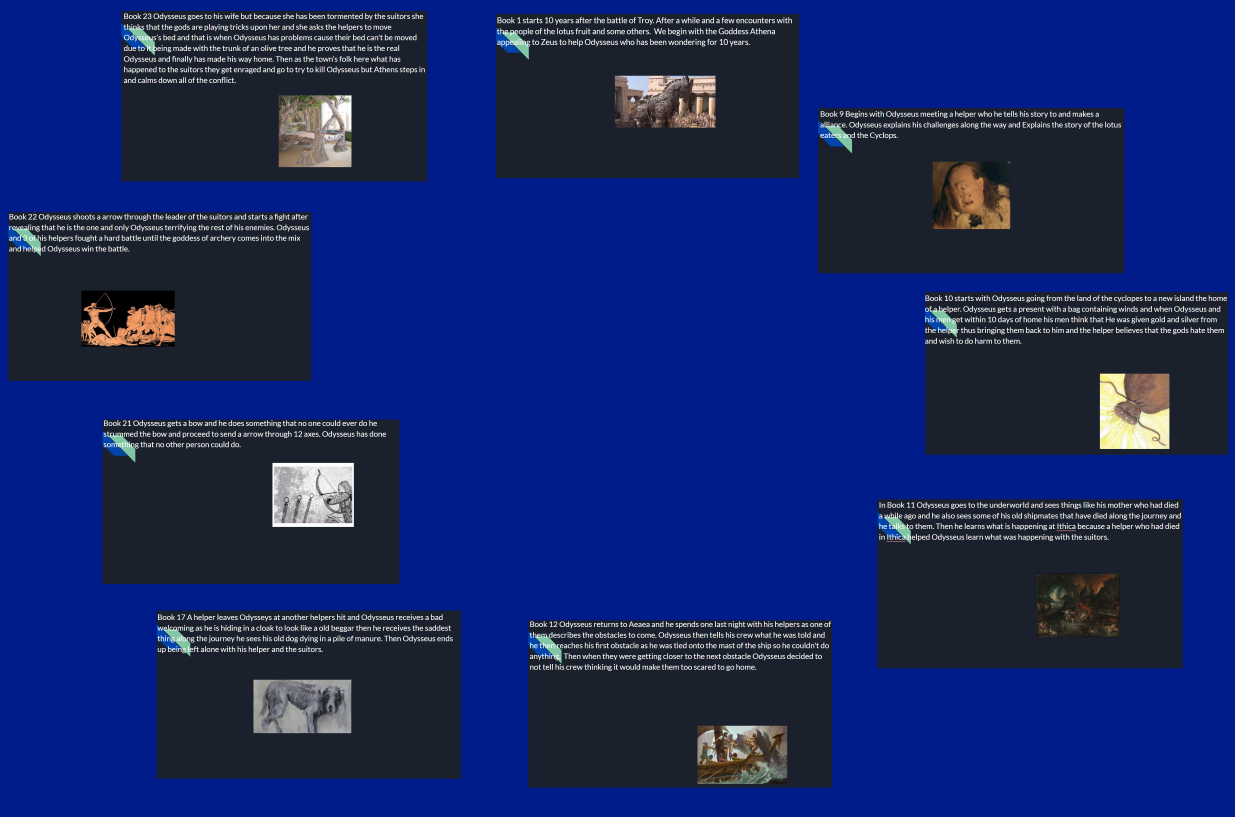 Book 23 Odysseus goes to his wife but because she has been tormented by the suitors she
thinks that the gods are playing tricks upon her and she asks the helpers to move
Odysseus's bed and that is when Odysseus has problems cause their bed can't be moved
due to it being made with the trunk of an olive tree and he proves that he is the real
Odysseus and finally has made his way home. Then as the town's folk here what has
happened to the suitors they get enraged and go to try to kill Odysseus but Athens steps in
and calms down all of the conflict.
Book 1 starts 10 years after the battle of Troy. After a while and a few encounters with
the people of the lotus fruit and some others. We begin with the Goddess Athena
appealing to Zeus to help Odysseus who has been wondering for 10 years.
Book 9 Begins with Odysseus meeting a helper who he tells his story to and makes a
alliance. Odysseus explains his challenges along the way and Explains the story of the lotus
eaters and the Cyclops.
Book 22 Odysseus shoots a arrow through the leader of the suitors and starts a fight after
revealing that he is the one and only Odysseus terrifying the rest of his enemies. Odysseus
and 3 of his helpers fought a hard battle until the goddess of archery comes into the mix
and helped Odysseus win the battle.
Book 10 starts with Odysseus going from the land of the cyclopes to a new island the home
of a helper. Odysseus gets a present with a bag containing winds and when Odysseus and
his men get within 10 days of home his men think that He was given gold and silver from
the helper thus bringing them back to him and the helper believes that the gods hate them
and wish to do harm to them.
Book 21 Odysseus gets a bow and he does something that no one could ever do he
strummed the bow and proceed to send a arrow through 12 axes. Odysseus has done
something that no other person could do.
In Book 11 Odysseus goes to the underworld and sees things like his mother who had died
a while ago and he also sees some of his old shipmates that have died along the journey and
he talks to them. Then he learns what is happening at Ithica because a helper who had died
in Ithica helped Odysseus learn what was happening with the suitors.
Book 17 A helper leaves Odysseys at another helpers hit and Odysseus receives a bad
welcoming as he is hiding in a cloak to look like a old beggar then he receives the saddest
thing along the journey he sees his old dog dying in a pile of manure. Then Odysseus ends
up being left alone with his helper and the suitors.
Book 12 Odysseus returns to Aeaea and he spends one last night with his helpers as one of
them describes the obstacles to come. Odysseus then tells his crew what he was told and
he then reaches his first obstacle as he was tied onto the mast of the ship so he couldn't do
anything. Then when they were getting closer to the next obstacle Odysseus decided to
not tell his crew thinking it would make them too scared to go home.